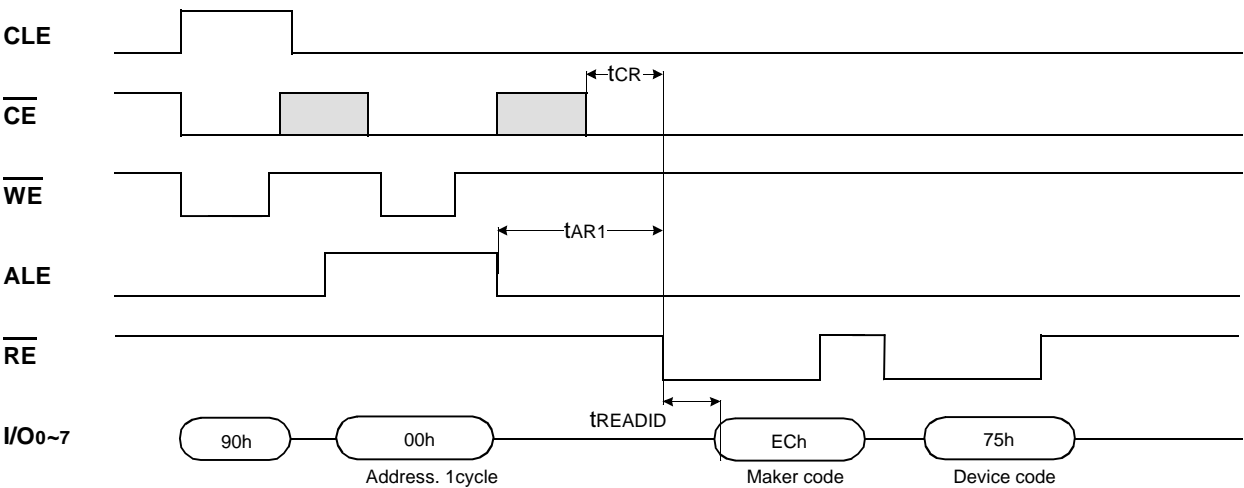 CLE
tCR
CE
WE
tAR1
ALE
RE
tREADID
I/O0~7
90h
00h
ECh
75h
Address. 1cycle
Maker code
Device code